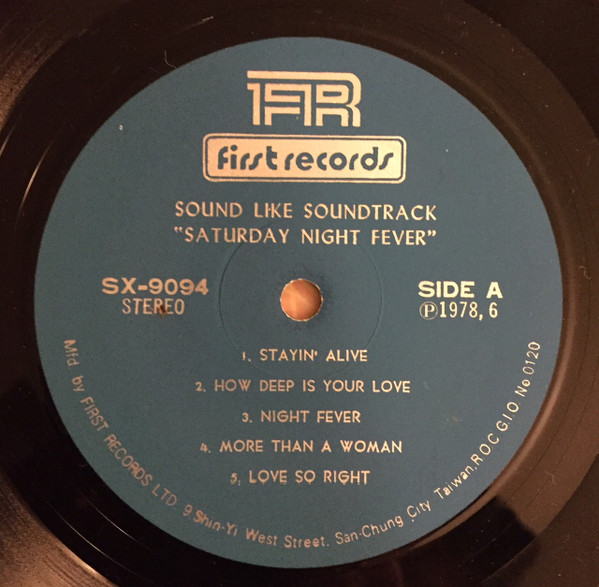 FR
first records
SOUND LIKE SOUNDTRACK
"SATURDAY NIGHT FEVER"
SX-9094
STEREO
SIDE A
Ⓟ1978, 6
1. STAYIN' ALIVE
2. HOW DEEP IS YOUR LOVE
3. NIGHT FEVER
4. MORE THAN A WOMAN
5. LOVE SO RIGHT
Mfd. by FIRST RECORDS LTD. 9.Shin-Yi West Street. San-Chung City Taiwan.R.O.C G.I.O. No 0120